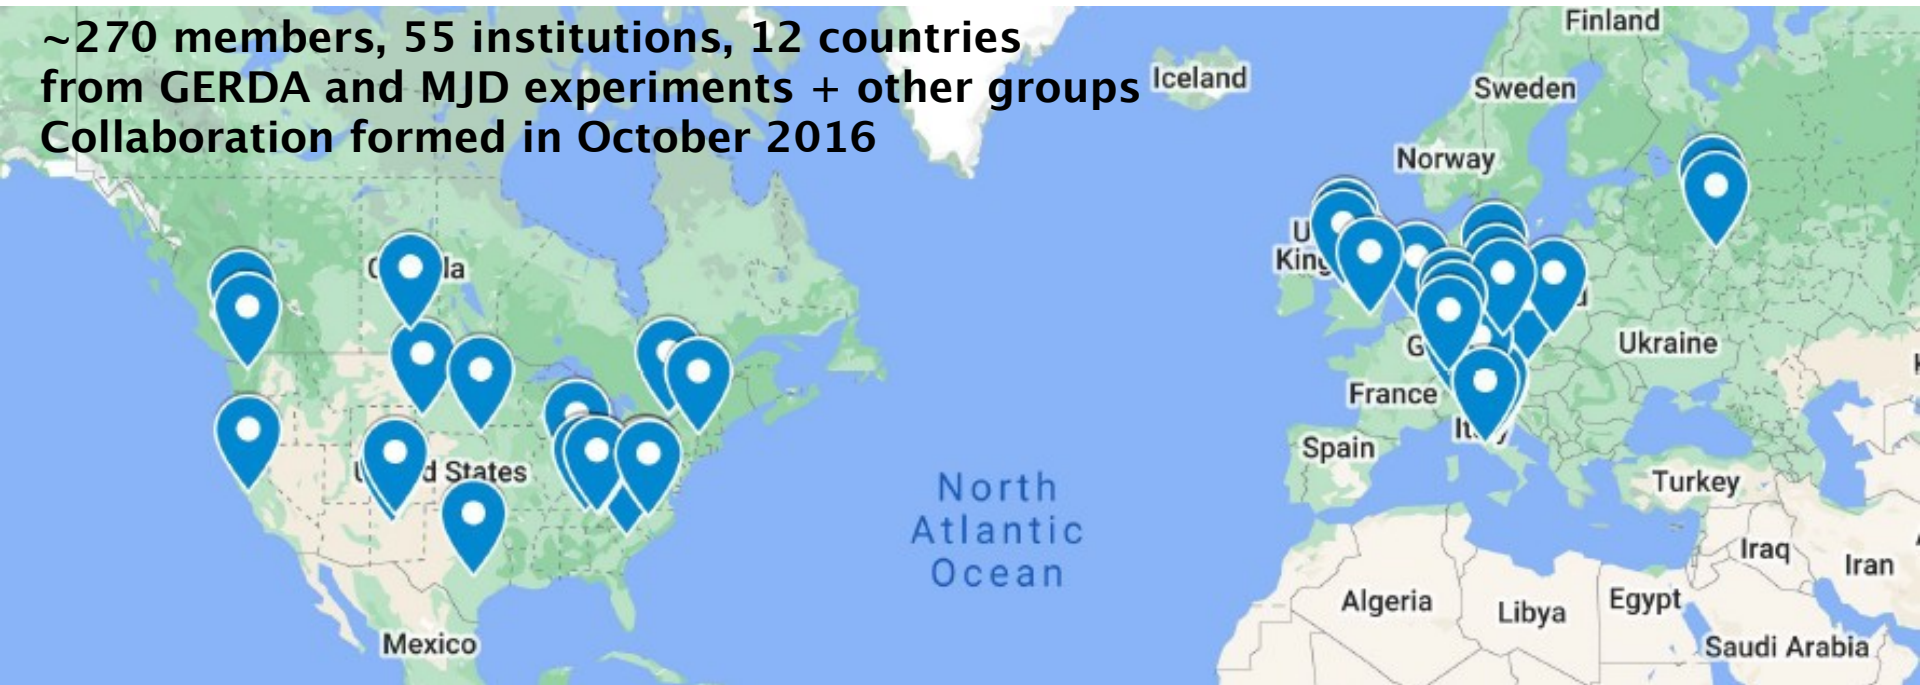 ~270 members, 55 institutions, 12 countries
from GERDA and MJD experiments + other groups
Collaboration formed in October 2016
Finland
Iceland
Sweden
Norway
Ukraine
France
Spain
Turkey
d States
North
Atlantic
Ocean
Iraq
Iran
Algeria
Libya
Egypt
Mexico
Saudi Arabia